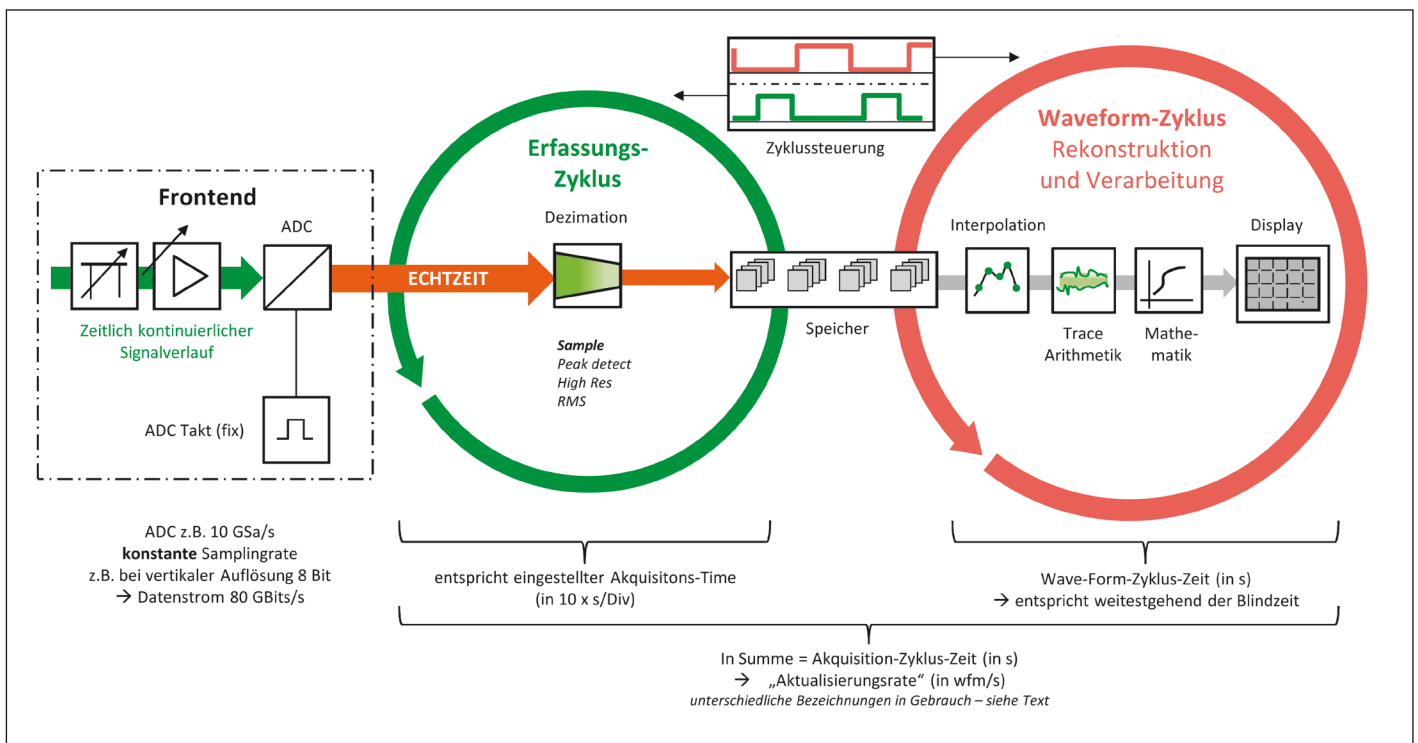 Frontend
ADC
Zeitlich kontinuierlicher
Signalverlauf
ADC Takt (fix)
ECHTZEIT
Erfassungs-
Zyklus
Dezimation
Sample
Peak detect
High Res
RMS
Zyklussteuerung
Speicher
Waveform-Zyklus
Rekonstruktion
und Verarbeitung
Interpolation
Display
Trace
Arithmetik
Mathe-
matik
ADC z.B. 10 GSa/s
konstante Samplingrate
z.B. bei vertikaler Auflösung 8 Bit
→ Datenstrom 80 GBits/s
entspricht eingestellter Akquisitons-Time
(in 10 x s/Div)
Wave-Form-Zyklus-Zeit (in s)
→ entspricht weitestgehend der Blindzeit
In Summe = Akquisition-Zyklus-Zeit (in s)
→ „Aktualisierungsrate“ (in wfm/s)
unterschiedliche Bezeichnungen in Gebrauch – siehe Text